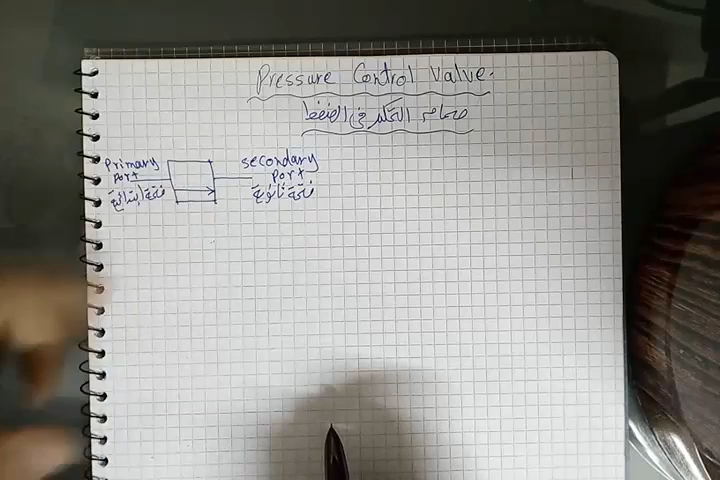 Pressure Control Valve.
صمام التحكم في الضغط
Primary
port
فتحة ابتدائية
secondary
port
فتحة ثانوية